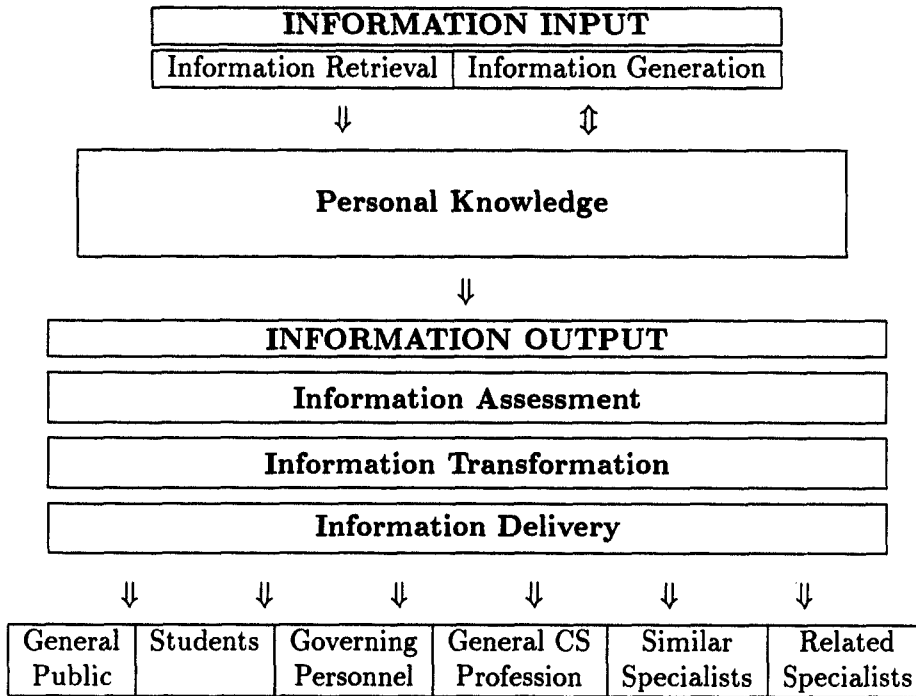 INFORMATION INPUT
Information Retrieval Information Generation
⇓ ⇕
Personal Knowledge
⇓
INFORMATION OUTPUT
Information Assessment
Information Transformation
Information Delivery
⇓ ⇓ ⇓ ⇓ ⇓ ⇓
General Students Governing General CS Similar Related
Public Personnel Profession Specialists Specialists